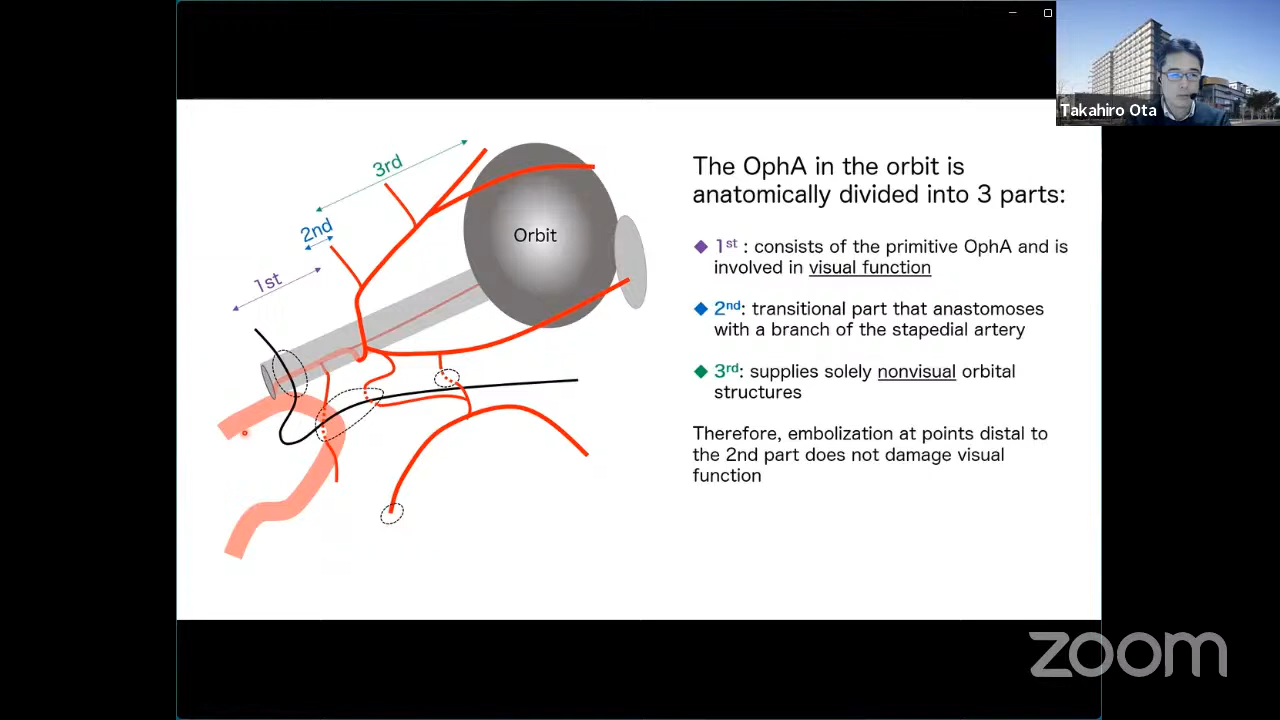 Takahiro Ota
3rd
2nd
1st
Orbit
The OphA in the orbit is
anatomically divided into 3 parts:
1st : consists of the primitive OphA and is
involved in visual function
2nd: transitional part that anastomoses
with a branch of the stapedial artery
3rd: supplies solely nonvisual orbital
structures
Therefore, embolization at points distal to
the 2nd part does not damage visual
function
zoom